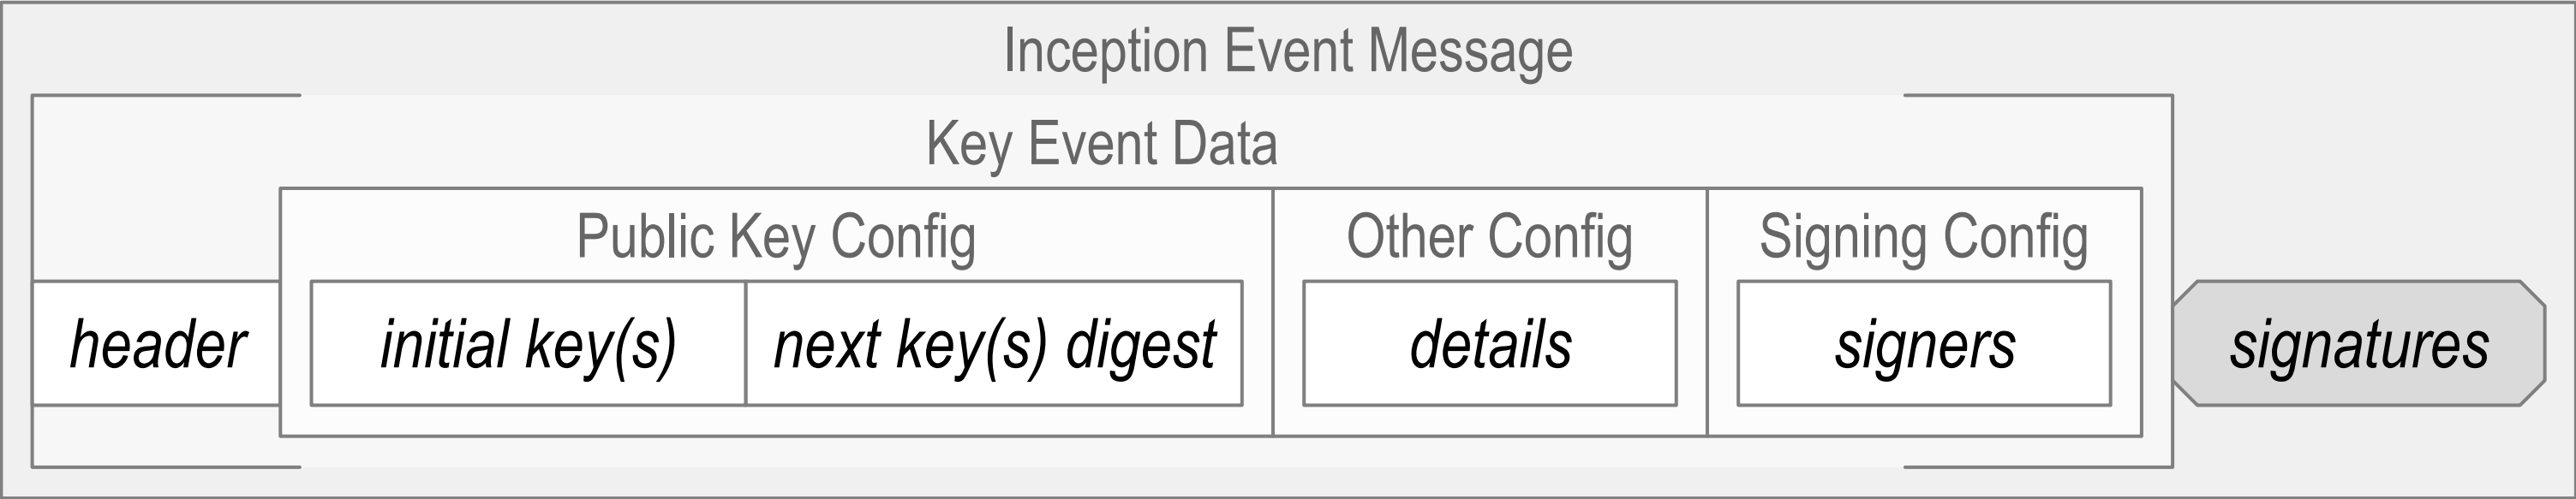 Inception Event Message
Key Event Data
Public Key Config
Other Config
Signing Config
header
initial key(s)
next key(s) digest
details
signers
signatures